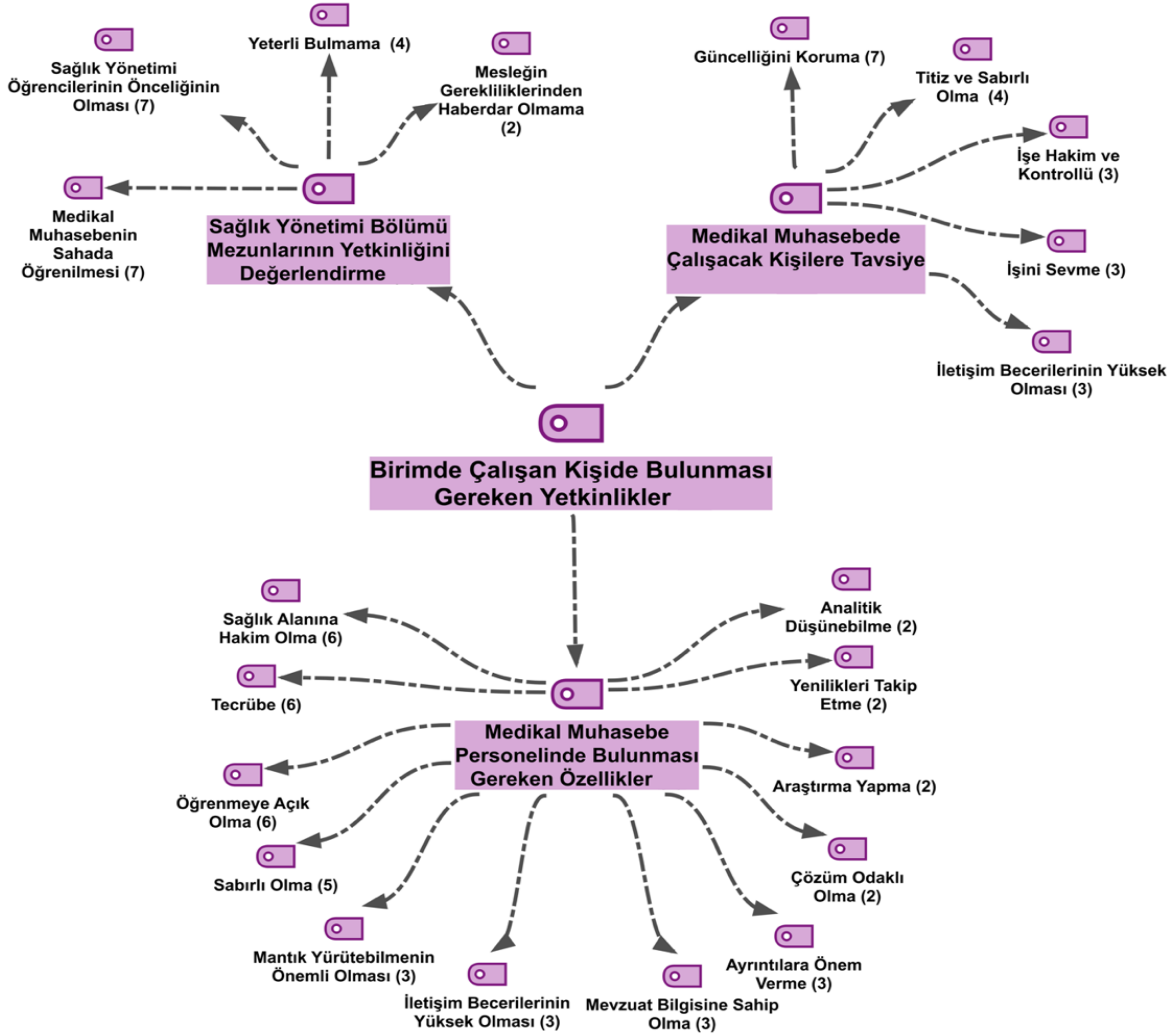 Sağlık Yönetimi
Öğrencilerinin Önceliğinin
Olması (7)
Yeterli Bulmama (4)
Mesleğin
Gerekliliklerinden
Haberdar Olmama
(2)
Medikal
Muhasebenin
Sahada
Öğrenilmesi (7)
Sağlık Yönetimi Bölümü
Mezunlarının Yetkinliğini
Değerlendirme
Güncelliğini Koruma (7)
Titiz ve Sabırlı
Olma (4)
İşe Hakim ve
Kontrollü (3)
İşini Sevme (3)
İletişim Becerilerinin Yüksek
Olması (3)
Medikal Muhasebede
Çalışacak Kişilere Tavsiye
Birimde Çalışan Kişide Bulunması
Gereken Yetkinlikler
Sağlık Alanına
Hakim Olma (6)
Tecrübe (6)
Öğrenmeye Açık
Olma (6)
Sabırlı Olma (5)
Mantık Yürütebilmenin
Önemli Olması (3)
İletişim Becerilerinin
Yüksek Olması (3)
Medikal Muhasebe
Personelinde Bulunması
Gereken Özellikler
Analitik
Düşünebilme (2)
Yenilikleri Takip
Etme (2)
Araştırma Yapma (2)
Çözüm Odaklı
Olma (2)
Ayrıntılara Önem
Verme (3)
Mevzuat Bilgisine Sahip
Olma (3)